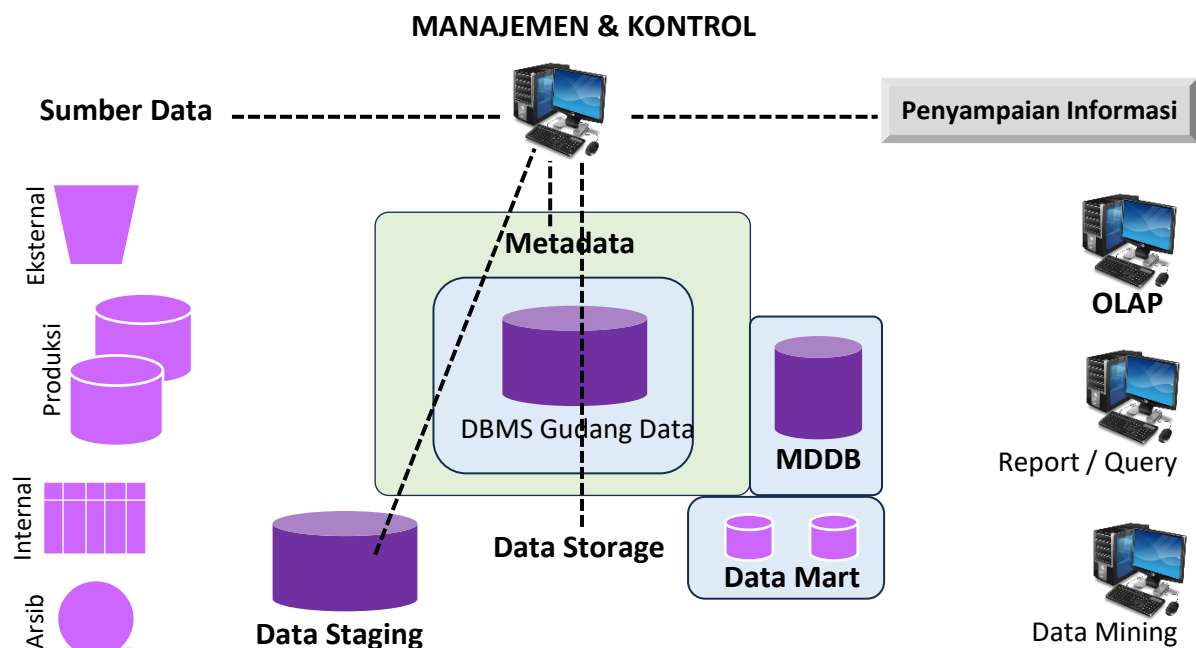 MANAJEMEN & KONTROL
Sumber Data
Penyampaian Informasi
Eksternal
Metadata
OLAP
Produksi
DBMS Gudang Data
MDDB
Report / Query
Internal
Data Storage
Data Mart
Arsib
Data Staging
Data Mining